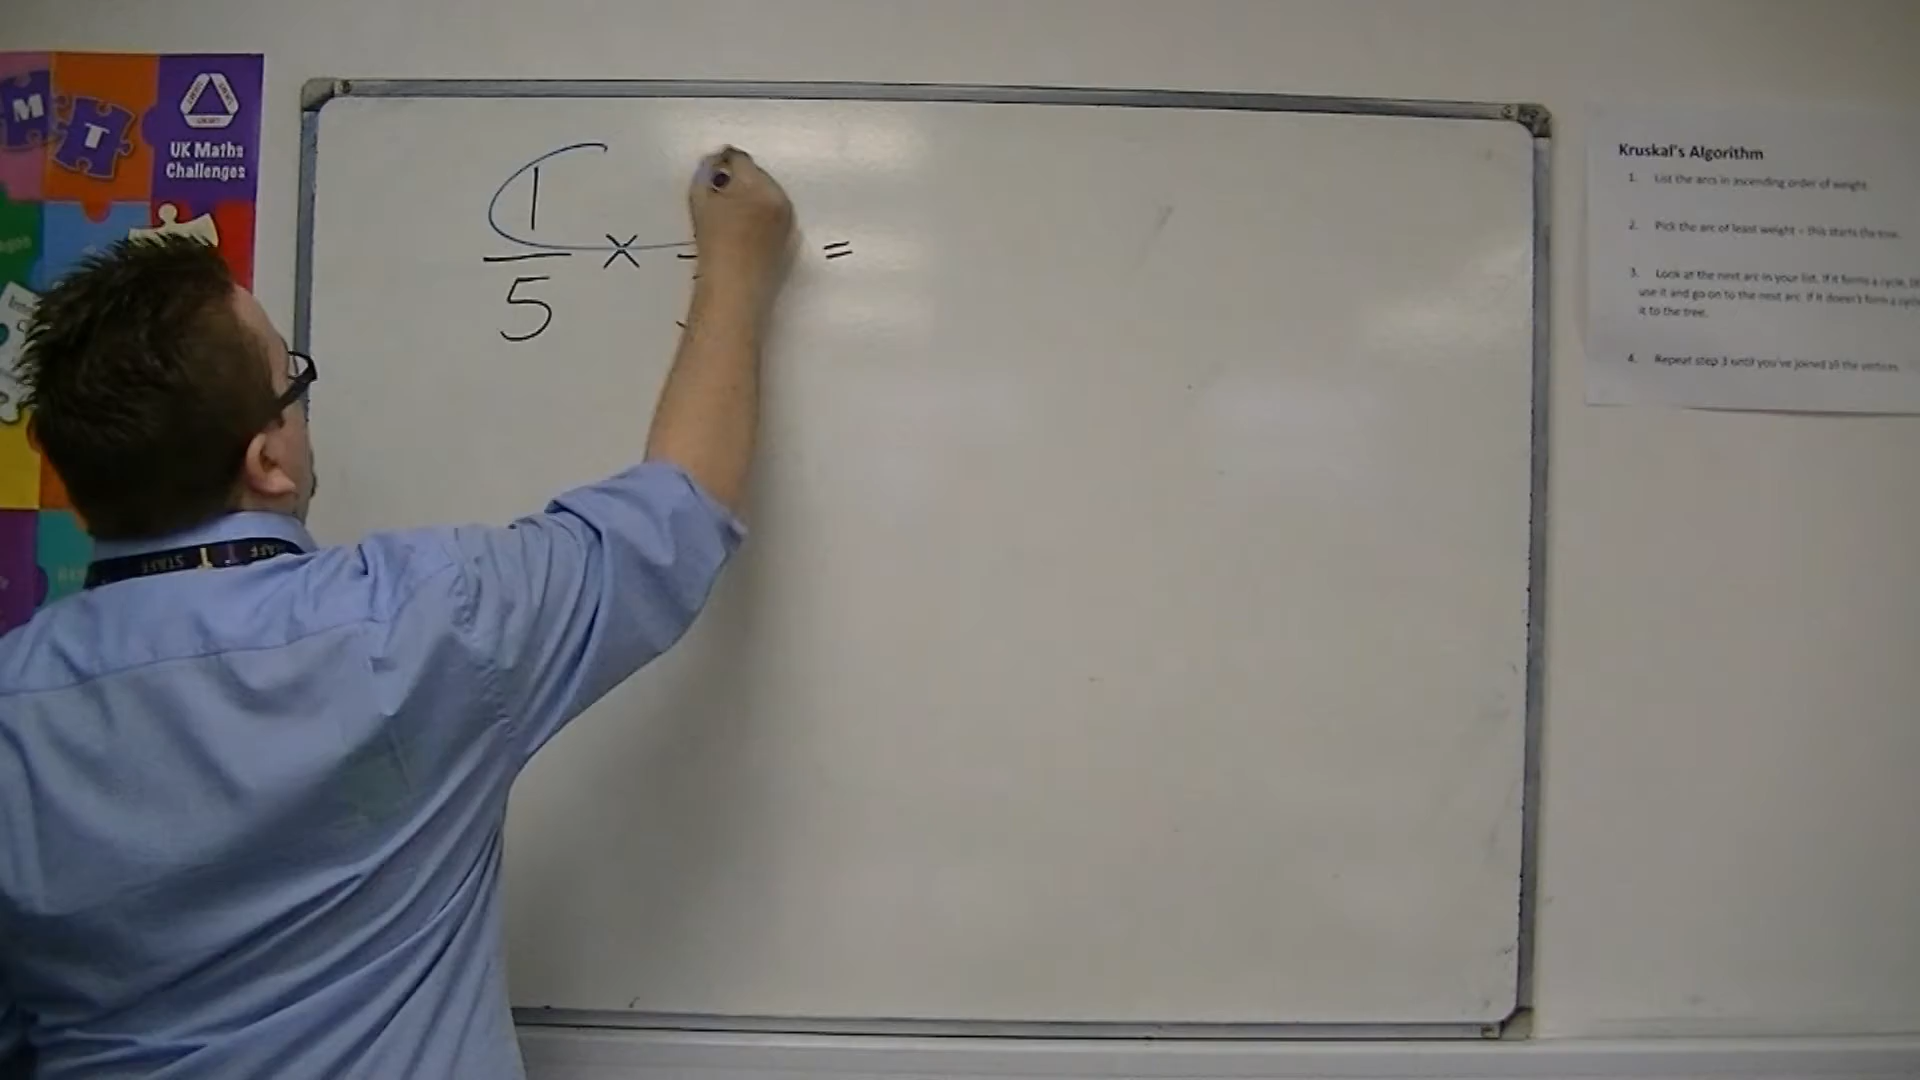 M
T
UK Maths
Challenges
1
5
×
=
STAFF
Kruskal's Algorithm
1. List the arcs in ascending order of weight
2. Pick the arc of least weight – this starts the tree.
3. Look at the next arc in your list. If it forms a cycle,
use it and go on to the next arc. If it doesn't form a cycle
it to the tree.
4. Repeat step 3 until you've joined all the vertices